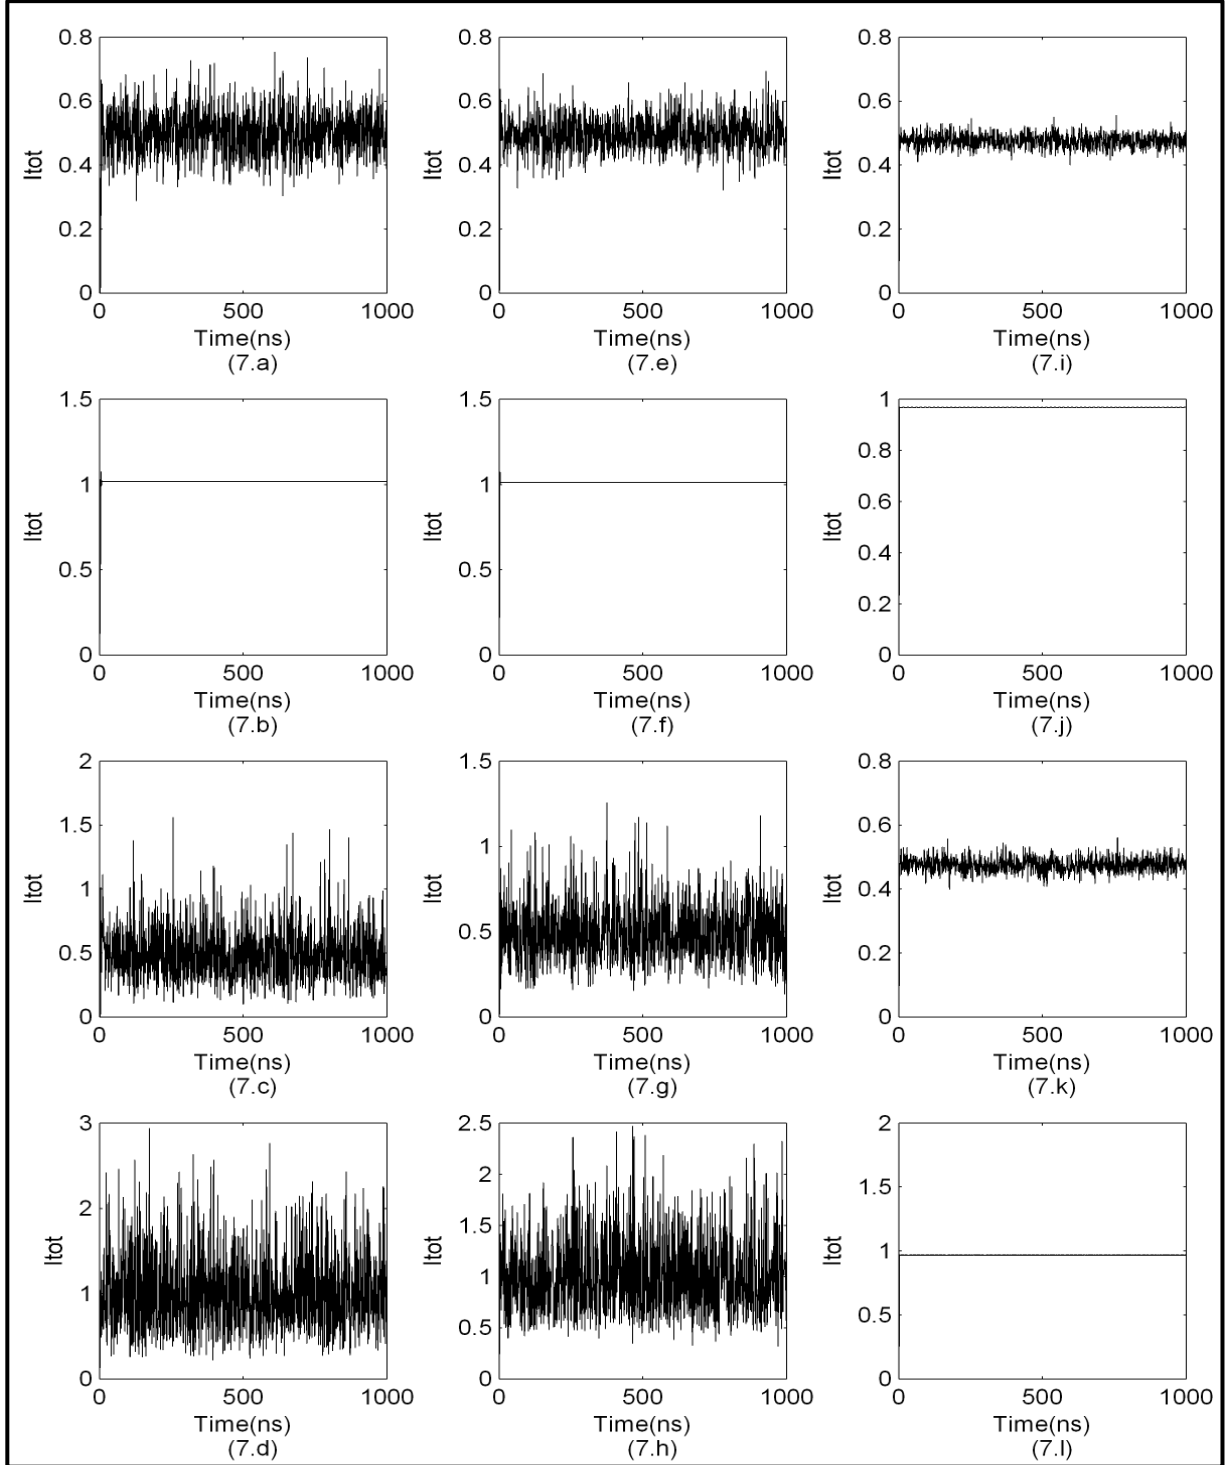 0.8
0.6
0.4
0.2
0
Itot
0 500 1000
Time(ns)
(7.a)
0.8
0.6
0.4
0.2
0
Itot
0 500 1000
Time(ns)
(7.e)
0.8
0.6
0.4
0.2
0
Itot
0 500 1000
Time(ns)
(7.i)
1.5
1
0.5
0
Itot
0 500 1000
Time(ns)
(7.b)
1.5
1
0.5
0
Itot
0 500 1000
Time(ns)
(7.f)
1
0.8
0.6
0.4
0.2
0
Itot
0 500 1000
Time(ns)
(7.j)
2
1.5
1
0.5
0
Itot
0 500 1000
Time(ns)
(7.c)
1.5
1
0.5
0
Itot
0 500 1000
Time(ns)
(7.g)
0.8
0.6
0.4
0.2
0
Itot
0 500 1000
Time(ns)
(7.k)
3
2
1
0
Itot
0 500 1000
Time(ns)
(7.d)
2.5
2
1.5
1
0.5
0
Itot
0 500 1000
Time(ns)
(7.h)
2
1.5
1
0.5
0
Itot
0 500 1000
Time(ns)
(7.l)